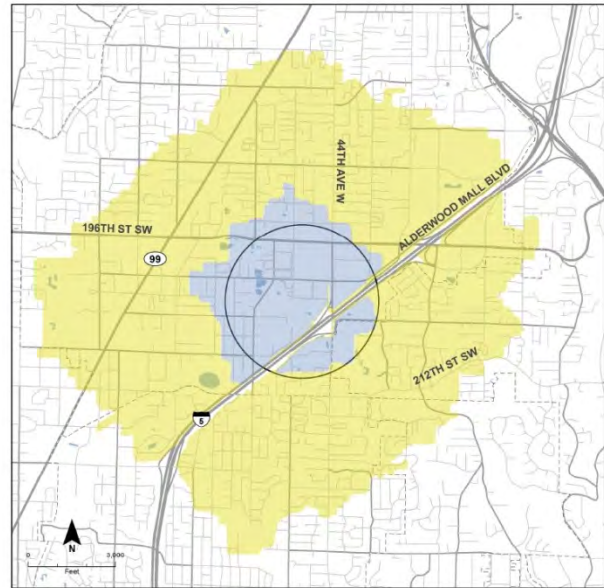 44TH AVE W
ALDERWOOD MALL BLVD
196TH ST SW
99
212TH ST SW
5
N
0 3,000
Feet